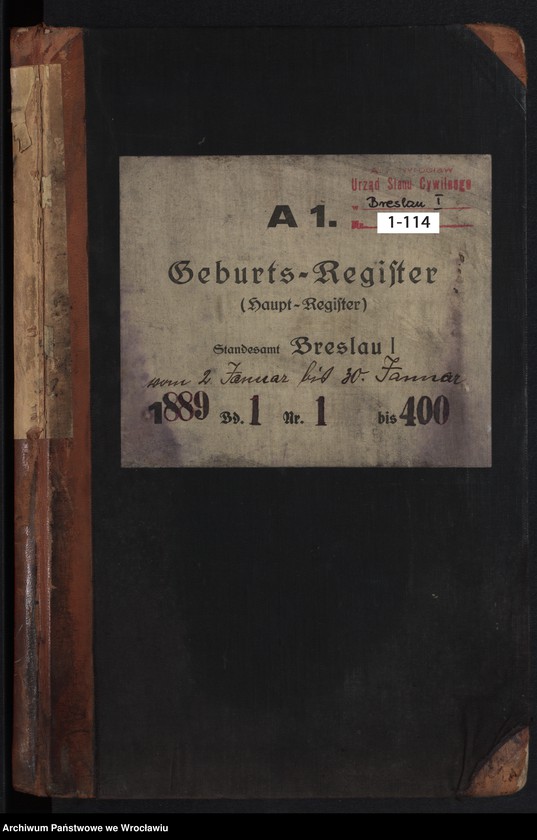 Urząd Stanu Cywilnego
Breslau I
1-114
A 1.
Geburts-Regiſter
(Haupt-Regiſter)
Standesamt Breslau I
vom 2. Januar bis 30. Januar
1889 Bd. 1 Nr. 1 bis 400
Archiwum Państwowe we Wrocławiu